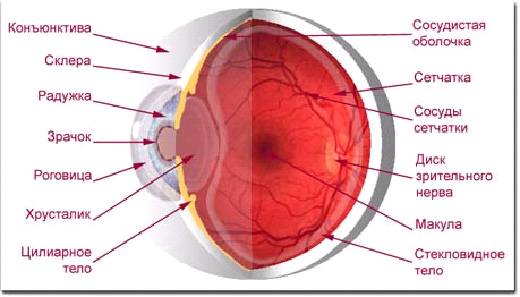 Конъюнктива
Склера
Радужка
Зрачок
Роговица
Хрусталик
Цилиарное
тело
Сосудистая
оболочка
Сетчатка
Сосуды
сетчатки
Диск
зрительного
нерва
Макула
Стекловидное
тело